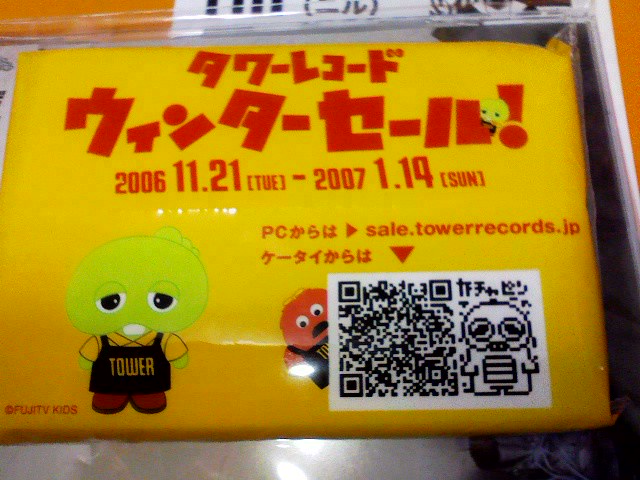 (ニル)
タワーレコード
ウィンターセール!
2006 11.21 [TUE] - 2007 1.14 [SUN]
PCからは ▶ sale.towerrecords.jp
ケータイからは ▼
ガチャピン
TOWER
©FUJITV KIDS